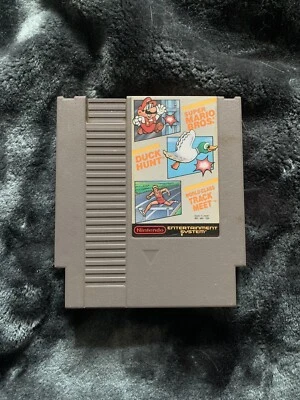 SUPER
MARIO
BROS.
DUCK
HUNT
WORLD CLASS
TRACK
MEET
Nintendo
ENTERTAINMENT
SYSTEM